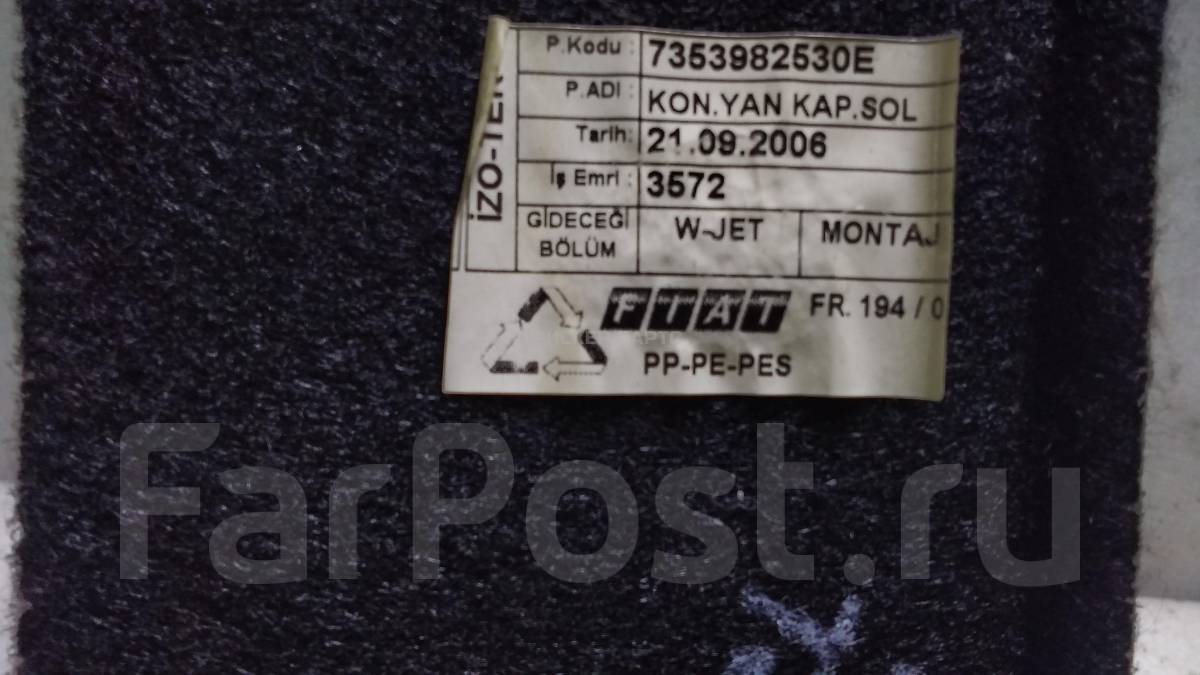 P.Kodu : 7353982530E
P.ADI : KON.YAN KAP.SOL
Tarih: 21.09.2006
İş Emri : 3572
GİDECEĞİ BÖLÜM
W-JET
MONTAJ
İZO-TER
FIAT
FR. 194 / 0
PP-PE-PES
FarPost.ru